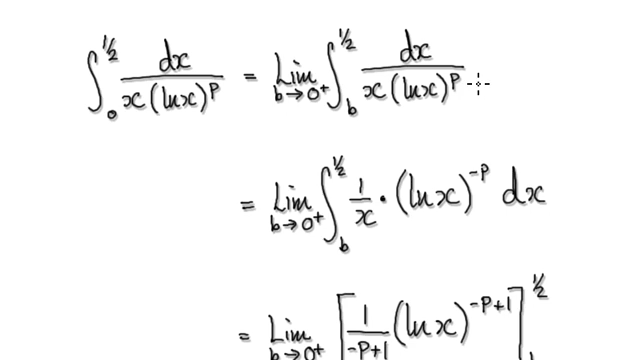 ∫₀^{1/2} dx / x(lnx)^p = Lim_{b→0⁺} ∫_b^{1/2} dx / x(lnx)^p
= Lim_{b→0⁺} ∫_b^{1/2} 1/x · (lnx)^{-p} dx
= Lim_{b→0⁺} [ 1/(-p+1) (lnx)^{-p+1} ]^{1/2}